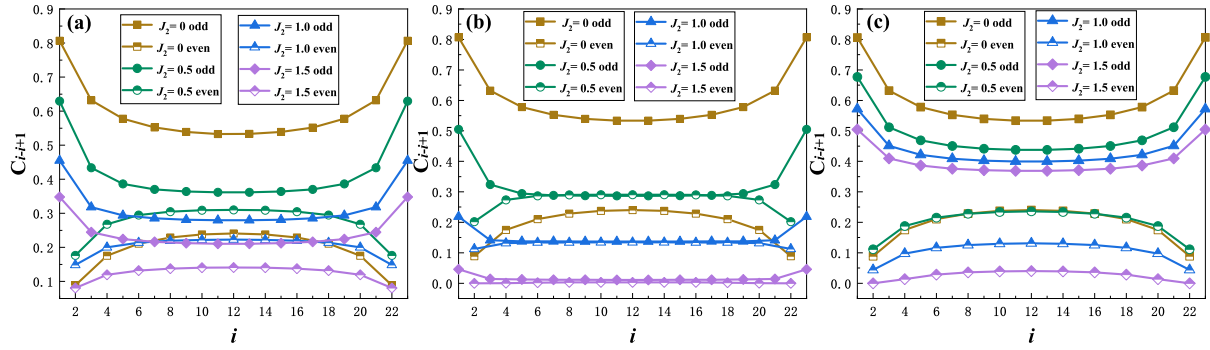 (a)
J2= 0 odd
J2= 0 even
J2= 0.5 odd
J2= 0.5 even
J2= 1.0 odd
J2= 1.0 even
J2= 1.5 odd
J2= 1.5 even
0.9
0.8
0.7
0.6
0.5
0.4
0.3
0.2
0.1
Ci-i+1
2 4 6 8 10 12 14 16 18 20 22
i
(b)
J2= 0 odd
J2= 0 even
J2= 0.5 odd
J2= 0.5 even
J2= 1.0 odd
J2= 1.0 even
J2= 1.5 odd
J2= 1.5 even
0.9
0.8
0.7
0.6
0.5
0.4
0.3
0.2
0.1
0.0
Ci-i+1
2 4 6 8 10 12 14 16 18 20 22
i
(c)
J2= 0 odd
J2= 0 even
J2= 0.5 odd
J2= 0.5 even
J2= 1.0 odd
J2= 1.0 even
J2= 1.5 odd
J2= 1.5 even
0.9
0.8
0.7
0.6
0.5
0.4
0.3
0.2
0.1
0.0
Ci-i+1
2 4 6 8 10 12 14 16 18 20 22
i